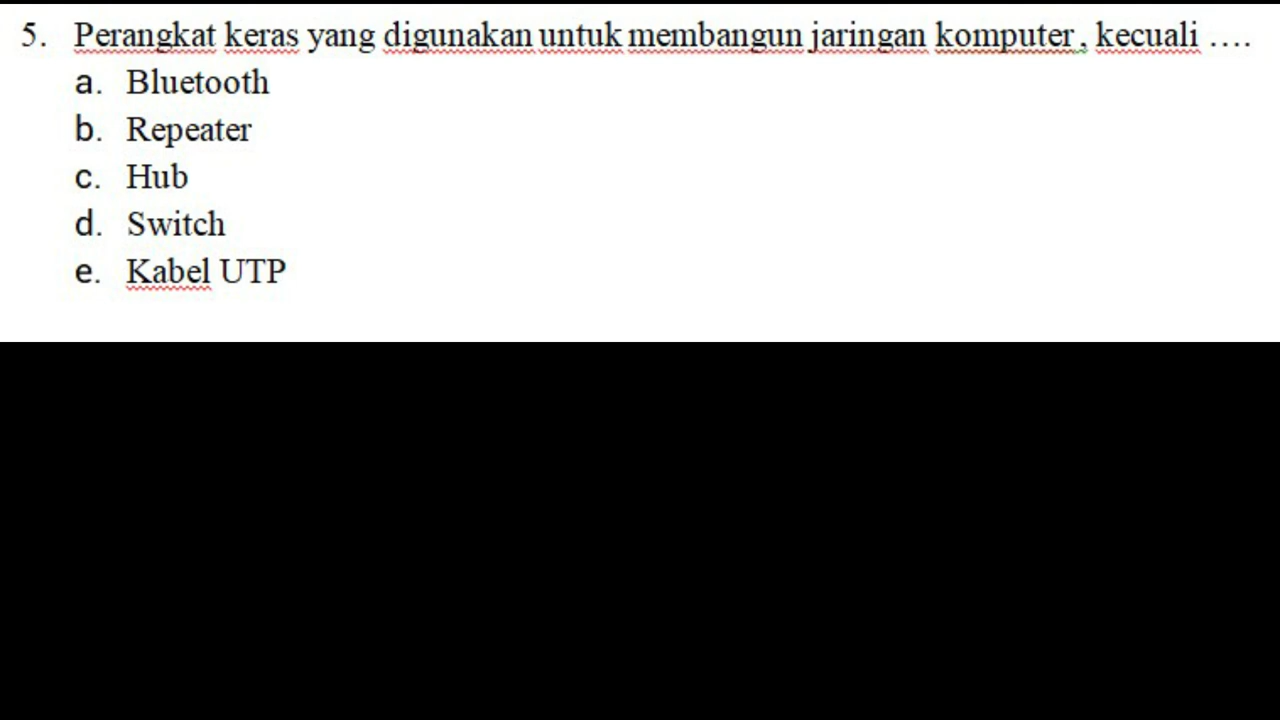 5. Perangkat keras yang digunakan untuk membangun jaringan komputer, kecuali ....
a. Bluetooth
b. Repeater
c. Hub
d. Switch
e. Kabel UTP